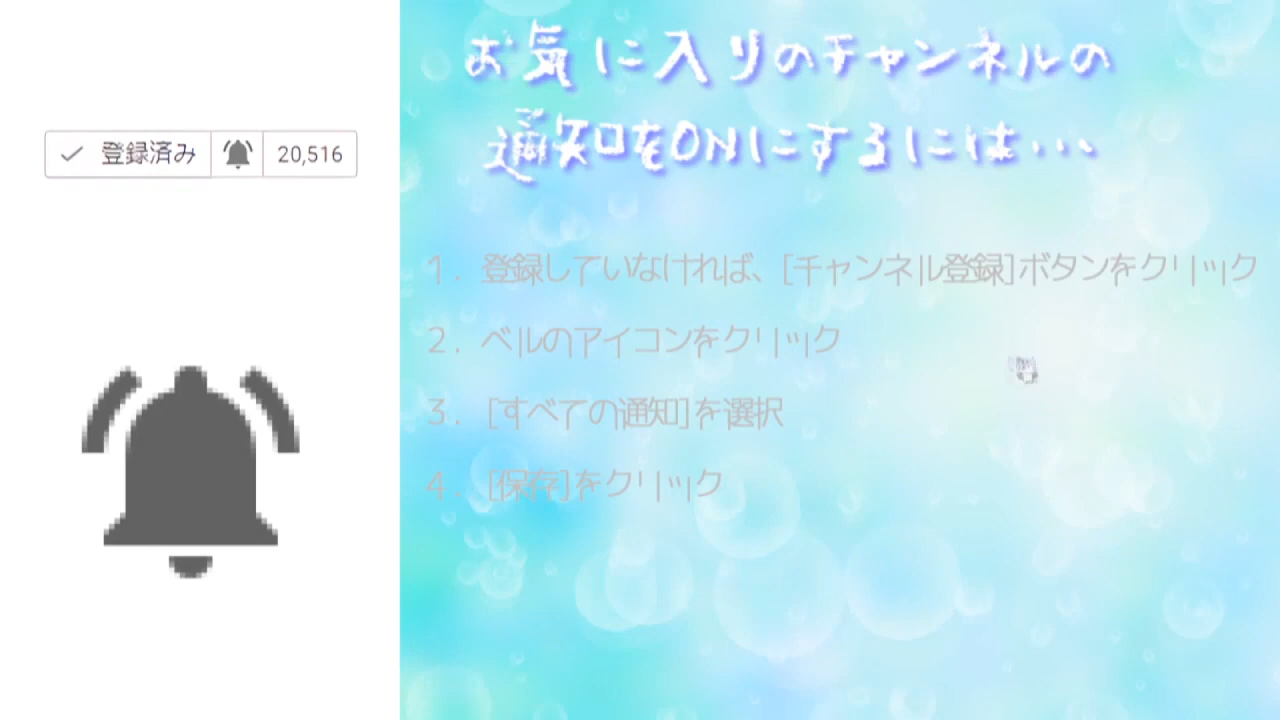 登録済み 20,516
お気に入りのチャンネルの
通知をONにするには・・・
1. 登録していなければ、[チャンネル登録]ボタンをクリック
2. ベルのアイコンをクリック
3. [すべての通知]を選択
4. [保存]をクリック